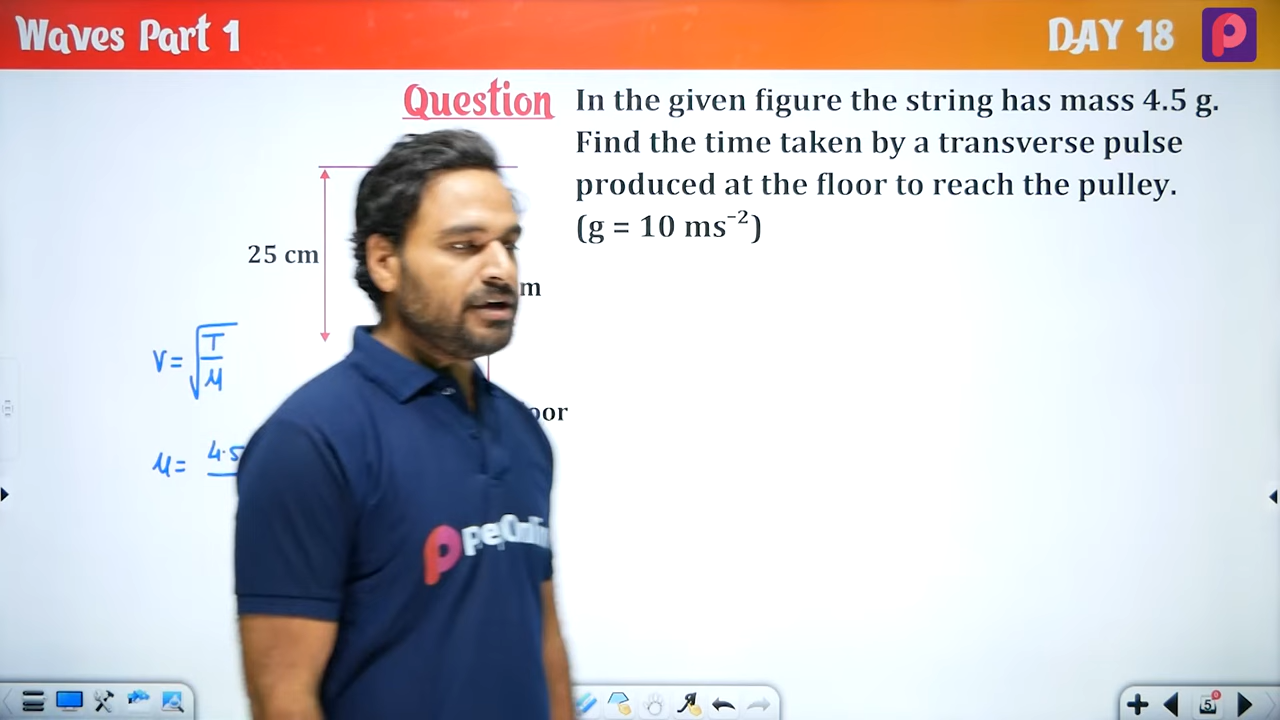 Waves Part 1
DAY 18
Question
In the given figure the string has mass 4.5 g.
Find the time taken by a transverse pulse
produced at the floor to reach the pulley.
(g = 10 ms⁻²)
25 cm
m
V = √T/μ
oor
μ = 4.5
PeeOnlin
5